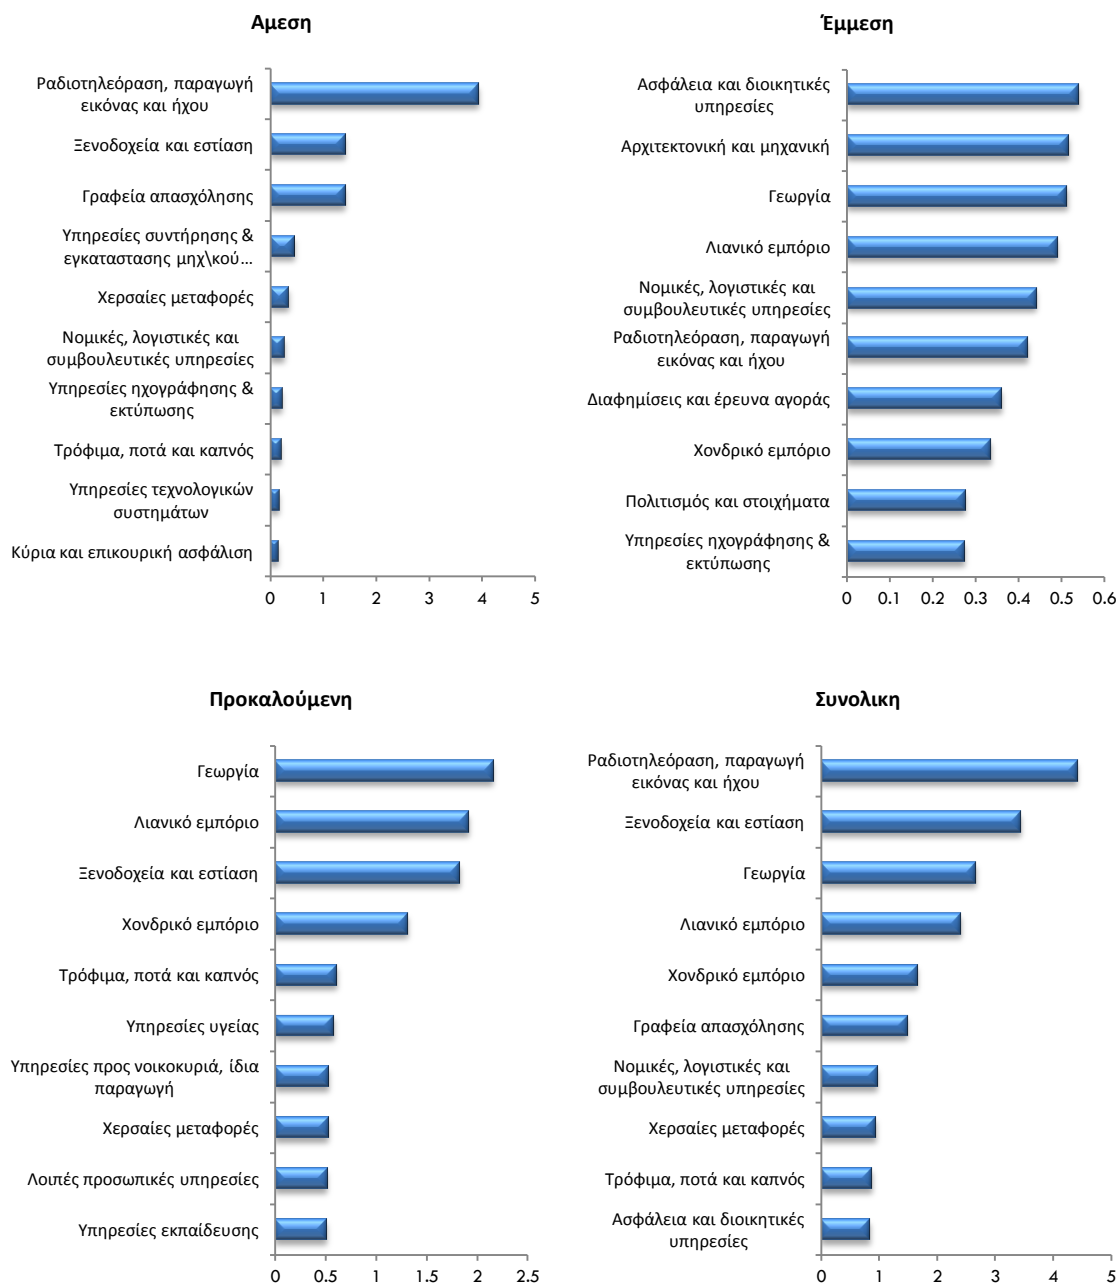 Αμεση
Ραδιοτηλεόραση, παραγωγή
εικόνας και ήχου
Ξενοδοχεία και εστίαση
Γραφεία απασχόλησης
Υπηρεσίες συντήρησης &
εγκαταστασης μηχ\κού…
Χερσαίες μεταφορές
Νομικές, λογιστικές και
συμβουλευτικές υπηρεσίες
Υπηρεσίες ηχογράφησης &
εκτύπωσης
Τρόφιμα, ποτά και καπνός
Υπηρεσίες τεχνολογικών
συστημάτων
Κύρια και επικουρική ασφάλιση
0 1 2 3 4 5
Έμμεση
Ασφάλεια και διοικητικές
υπηρεσίες
Αρχιτεκτονική και μηχανική
Γεωργία
Λιανικό εμπόριο
Νομικές, λογιστικές και
συμβουλευτικές υπηρεσίες
Ραδιοτηλεόραση, παραγωγή
εικόνας και ήχου
Διαφημίσεις και έρευνα αγοράς
Χονδρικό εμπόριο
Πολιτισμός και στοιχήματα
Υπηρεσίες ηχογράφησης &
εκτύπωσης
0 0.1 0.2 0.3 0.4 0.5 0.6
Προκαλούμενη
Γεωργία
Λιανικό εμπόριο
Ξενοδοχεία και εστίαση
Χονδρικό εμπόριο
Τρόφιμα, ποτά και καπνός
Υπηρεσίες υγείας
Υπηρεσίες προς νοικοκυριά, ίδια
παραγωγή
Χερσαίες μεταφορές
Λοιπές προσωπικές υπηρεσίες
Υπηρεσίες εκπαίδευσης
0 0.5 1 1.5 2 2.5
Συνολικη
Ραδιοτηλεόραση, παραγωγή
εικόνας και ήχου
Ξενοδοχεία και εστίαση
Γεωργία
Λιανικό εμπόριο
Χονδρικό εμπόριο
Γραφεία απασχόλησης
Νομικές, λογιστικές και
συμβουλευτικές υπηρεσίες
Χερσαίες μεταφορές
Τρόφιμα, ποτά και καπνός
Ασφάλεια και διοικητικές
υπηρεσίες
0 1 2 3 4 5